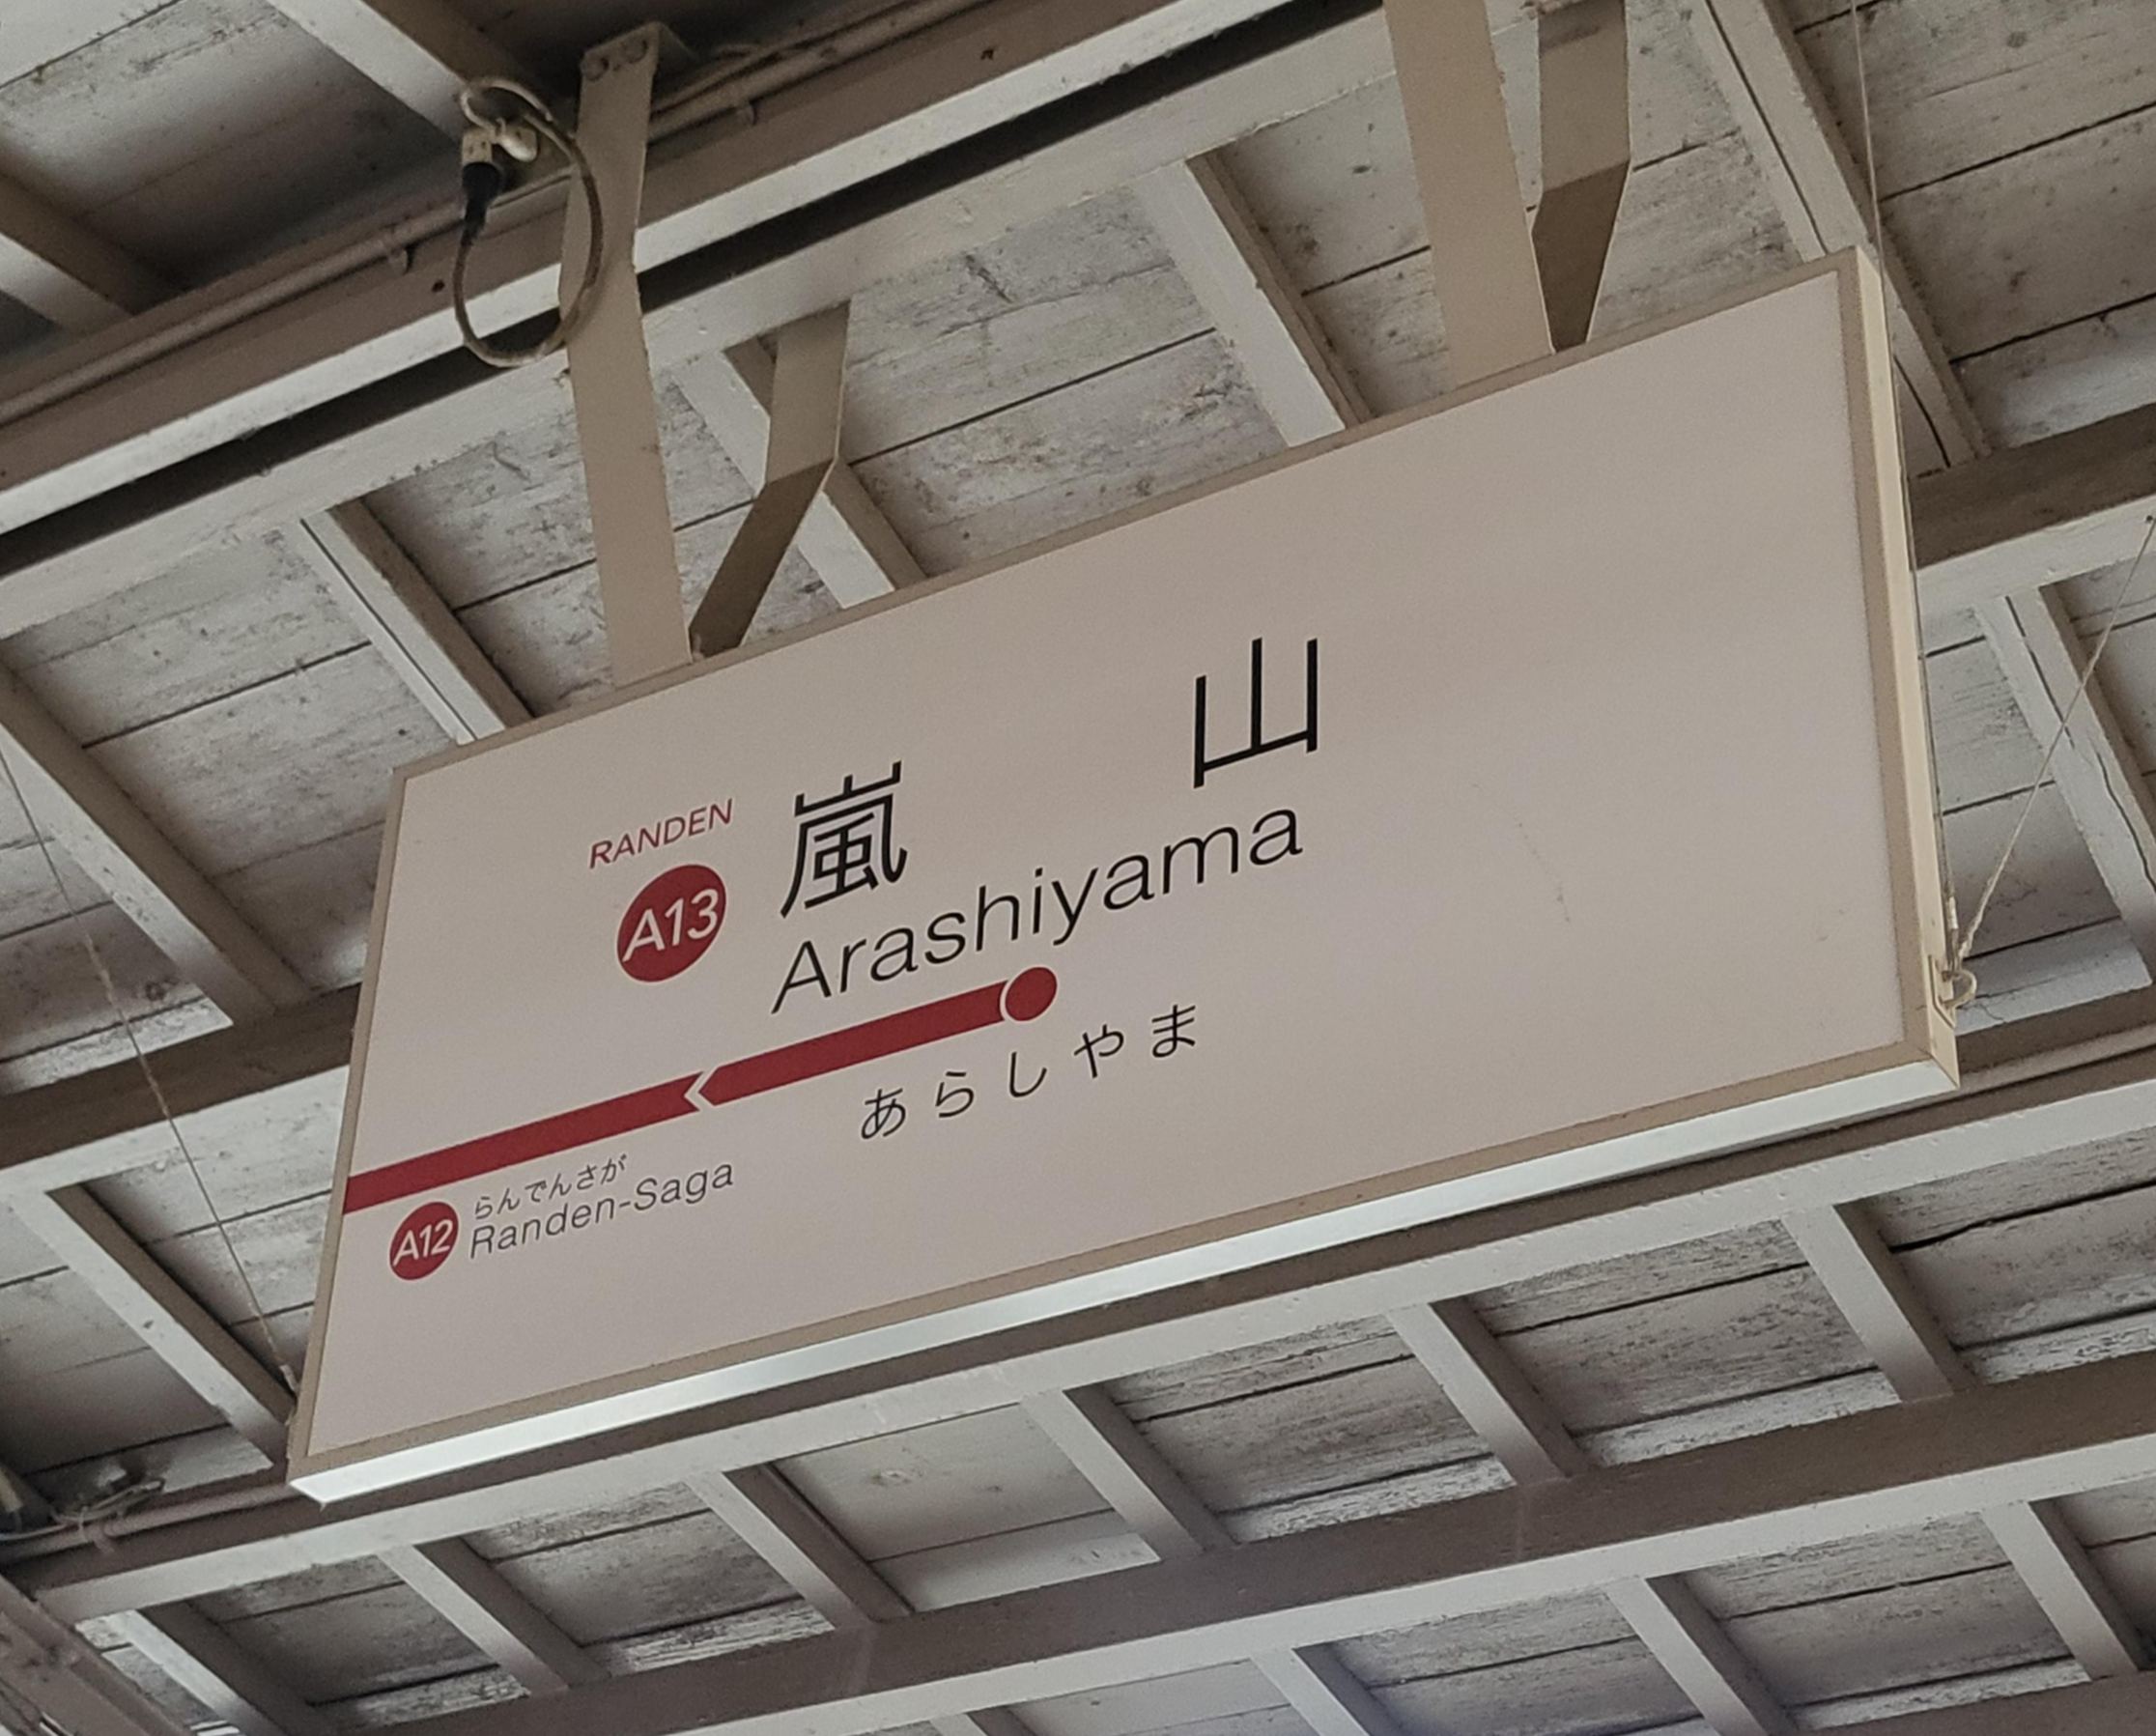 RANDEN
A13
嵐山
Arashiyama
あらしやま
A12
らんでんさが
Randen-Saga